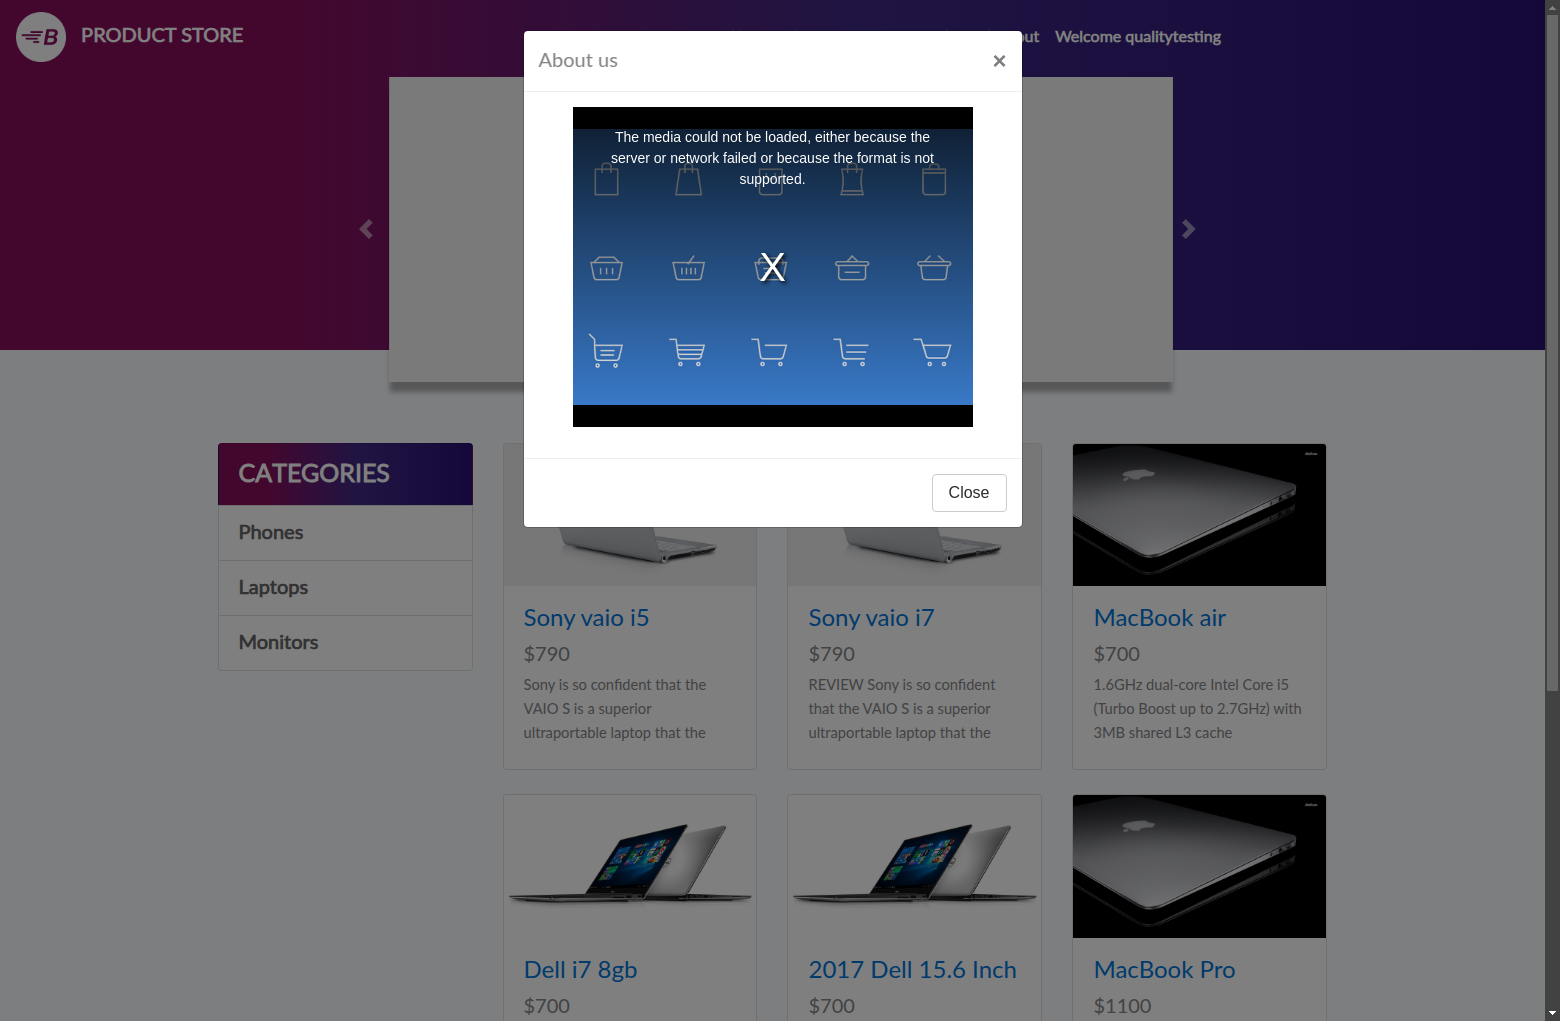 B
PRODUCT STORE
out
Welcome qualitytesting
About us
×
The media could not be loaded, either because the
server or network failed or because the format is not
supported.
X
Close
CATEGORIES
Phones
Laptops
Monitors
Sony vaio i5
$790
Sony is so confident that the
VAIO S is a superior
ultraportable laptop that the
Sony vaio i7
$790
REVIEW Sony is so confident
that the VAIO S is a superior
ultraportable laptop that the
MacBook air
$700
1.6GHz dual-core Intel Core i5
(Turbo Boost up to 2.7GHz) with
3MB shared L3 cache
Dell i7 8gb
$700
2017 Dell 15.6 Inch
$700
MacBook Pro
$1100